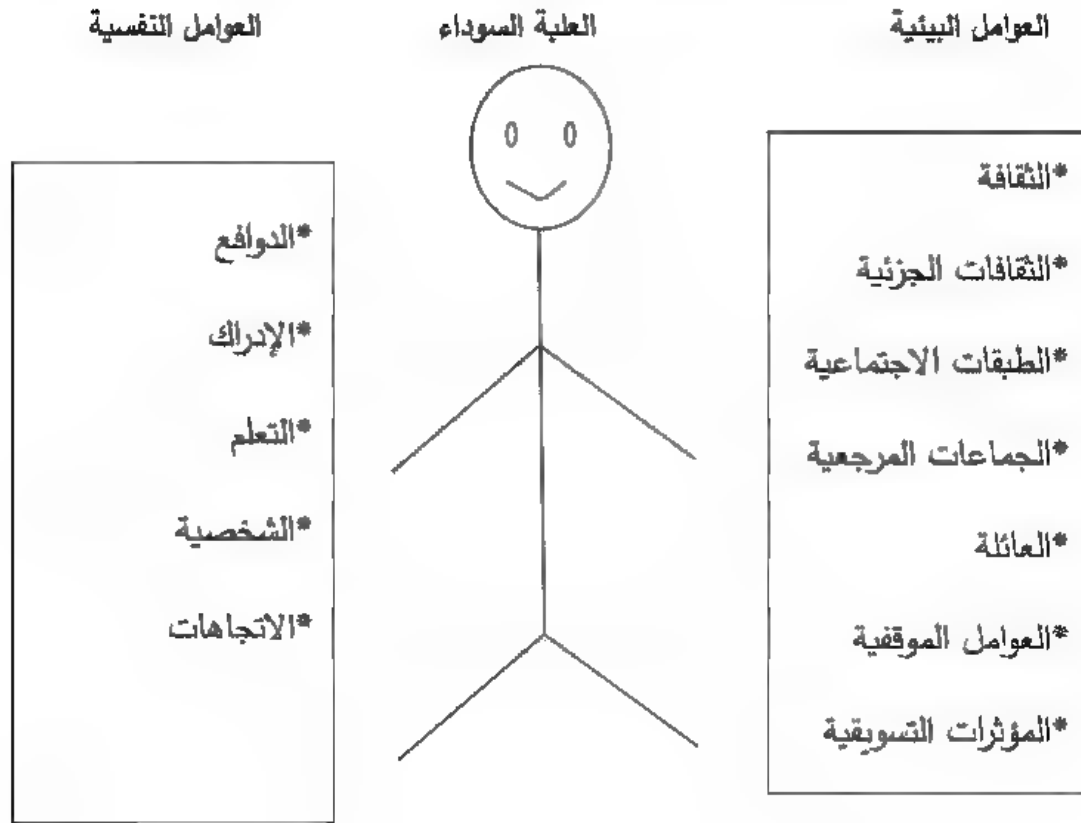 العوامل البيئية
العلبة السوداء
العوامل النفسية
*الثقافة
*الثقافات الجزئية
*الطبقات الاجتماعية
*الجماعات المرجعية
*العائلة
*العوامل الموقفية
*المؤثرات التسويقية
*الدوافع
*الإدراك
*التعلم
*الشخصية
*الاتجاهات